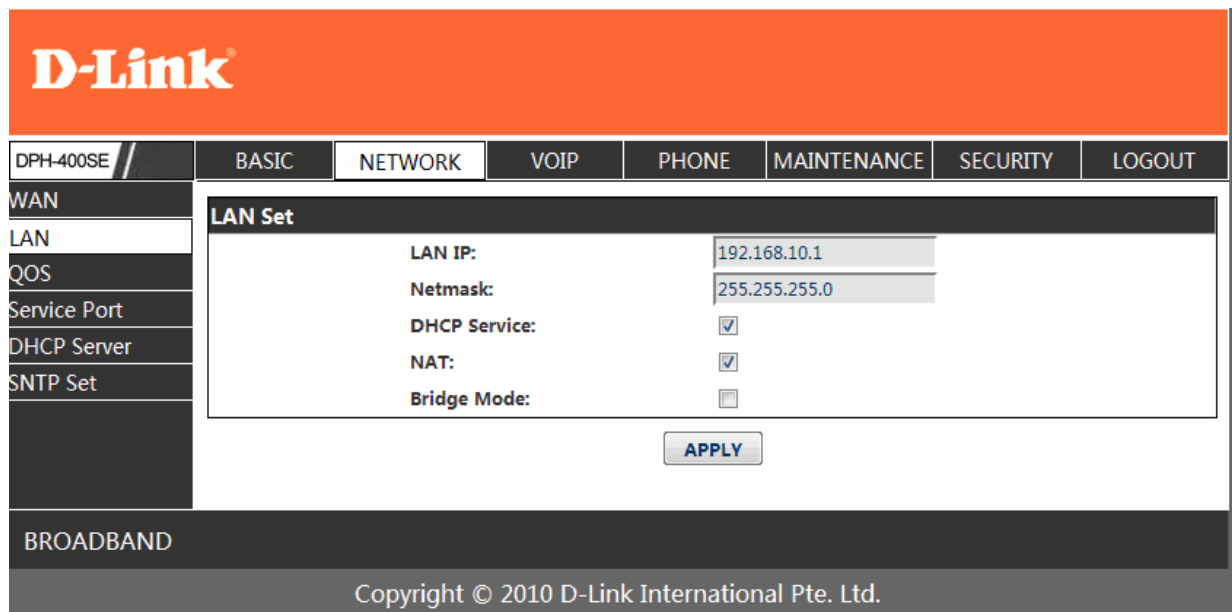 D-Link®
DPH-400SE
BASIC
NETWORK
VOIP
PHONE
MAINTENANCE
SECURITY
LOGOUT
WAN
LAN
QOS
Service Port
DHCP Server
SNTP Set
LAN Set
LAN IP: 192.168.10.1
Netmask: 255.255.255.0
DHCP Service:
NAT:
Bridge Mode:
APPLY
BROADBAND
Copyright © 2010 D-Link International Pte. Ltd.